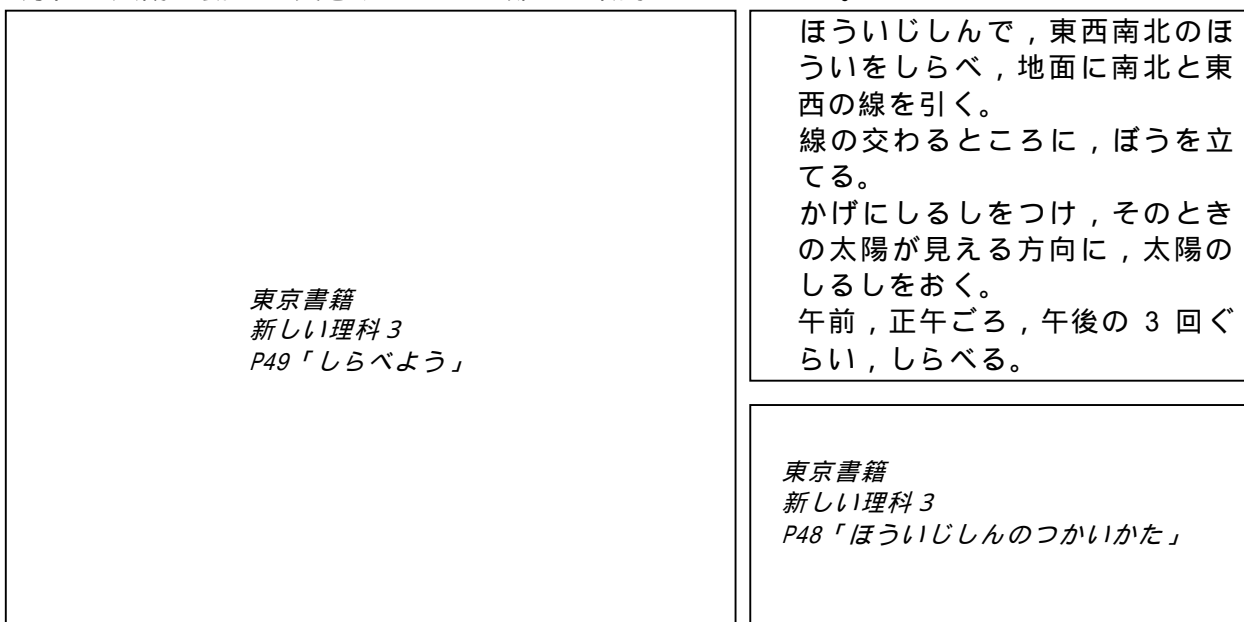 東京書籍
新しい理科３
P49「しらべよう」
ほういじしんで，東西南北のほ
ういをしらべ，地面に南北と東
西の線を引く。
線の交わるところに，ぼうを立
てる。
かげにしるしをつけ，そのとき
の太陽が見える方向に，太陽の
しるしをおく。
午前，正午ごろ，午後の 3 回ぐ
らい，しらべる。
東京書籍
新しい理科３
P48「ほういじしんのつかいかた」